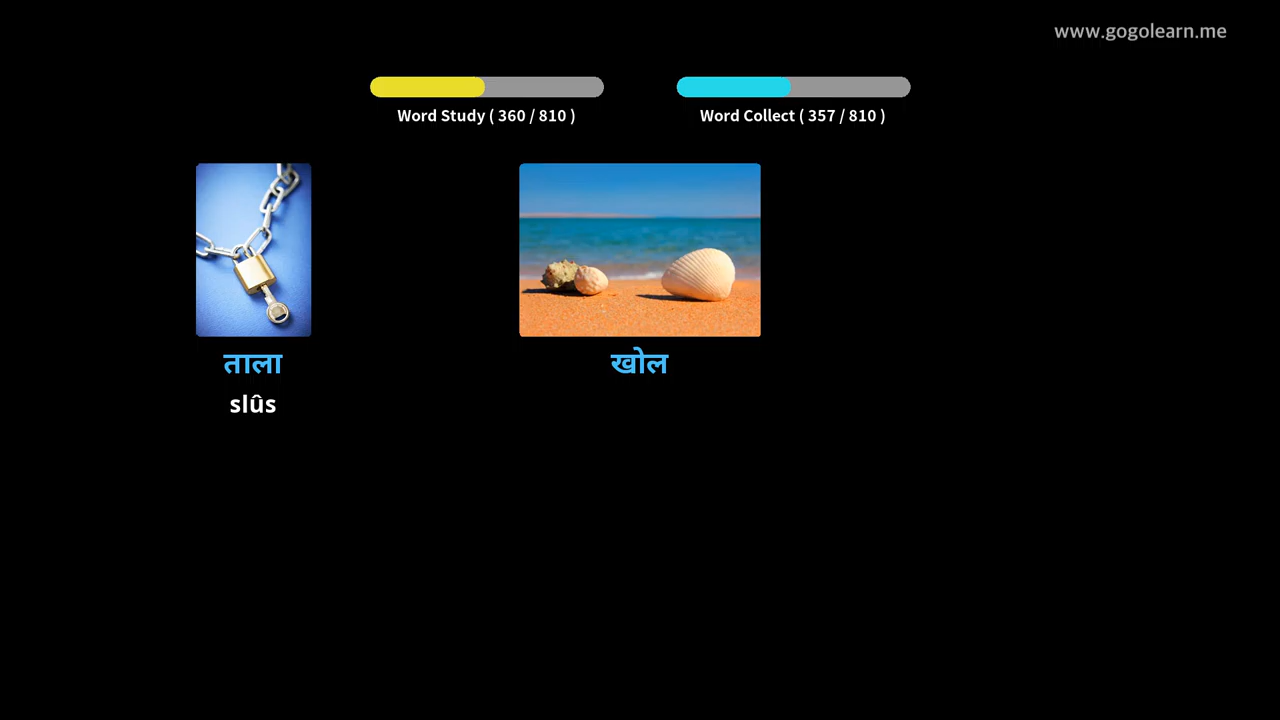 www.gogolearn.me
Word Study ( 360 / 810 )
Word Collect ( 357 / 810 )
ताला
खोल
slûs